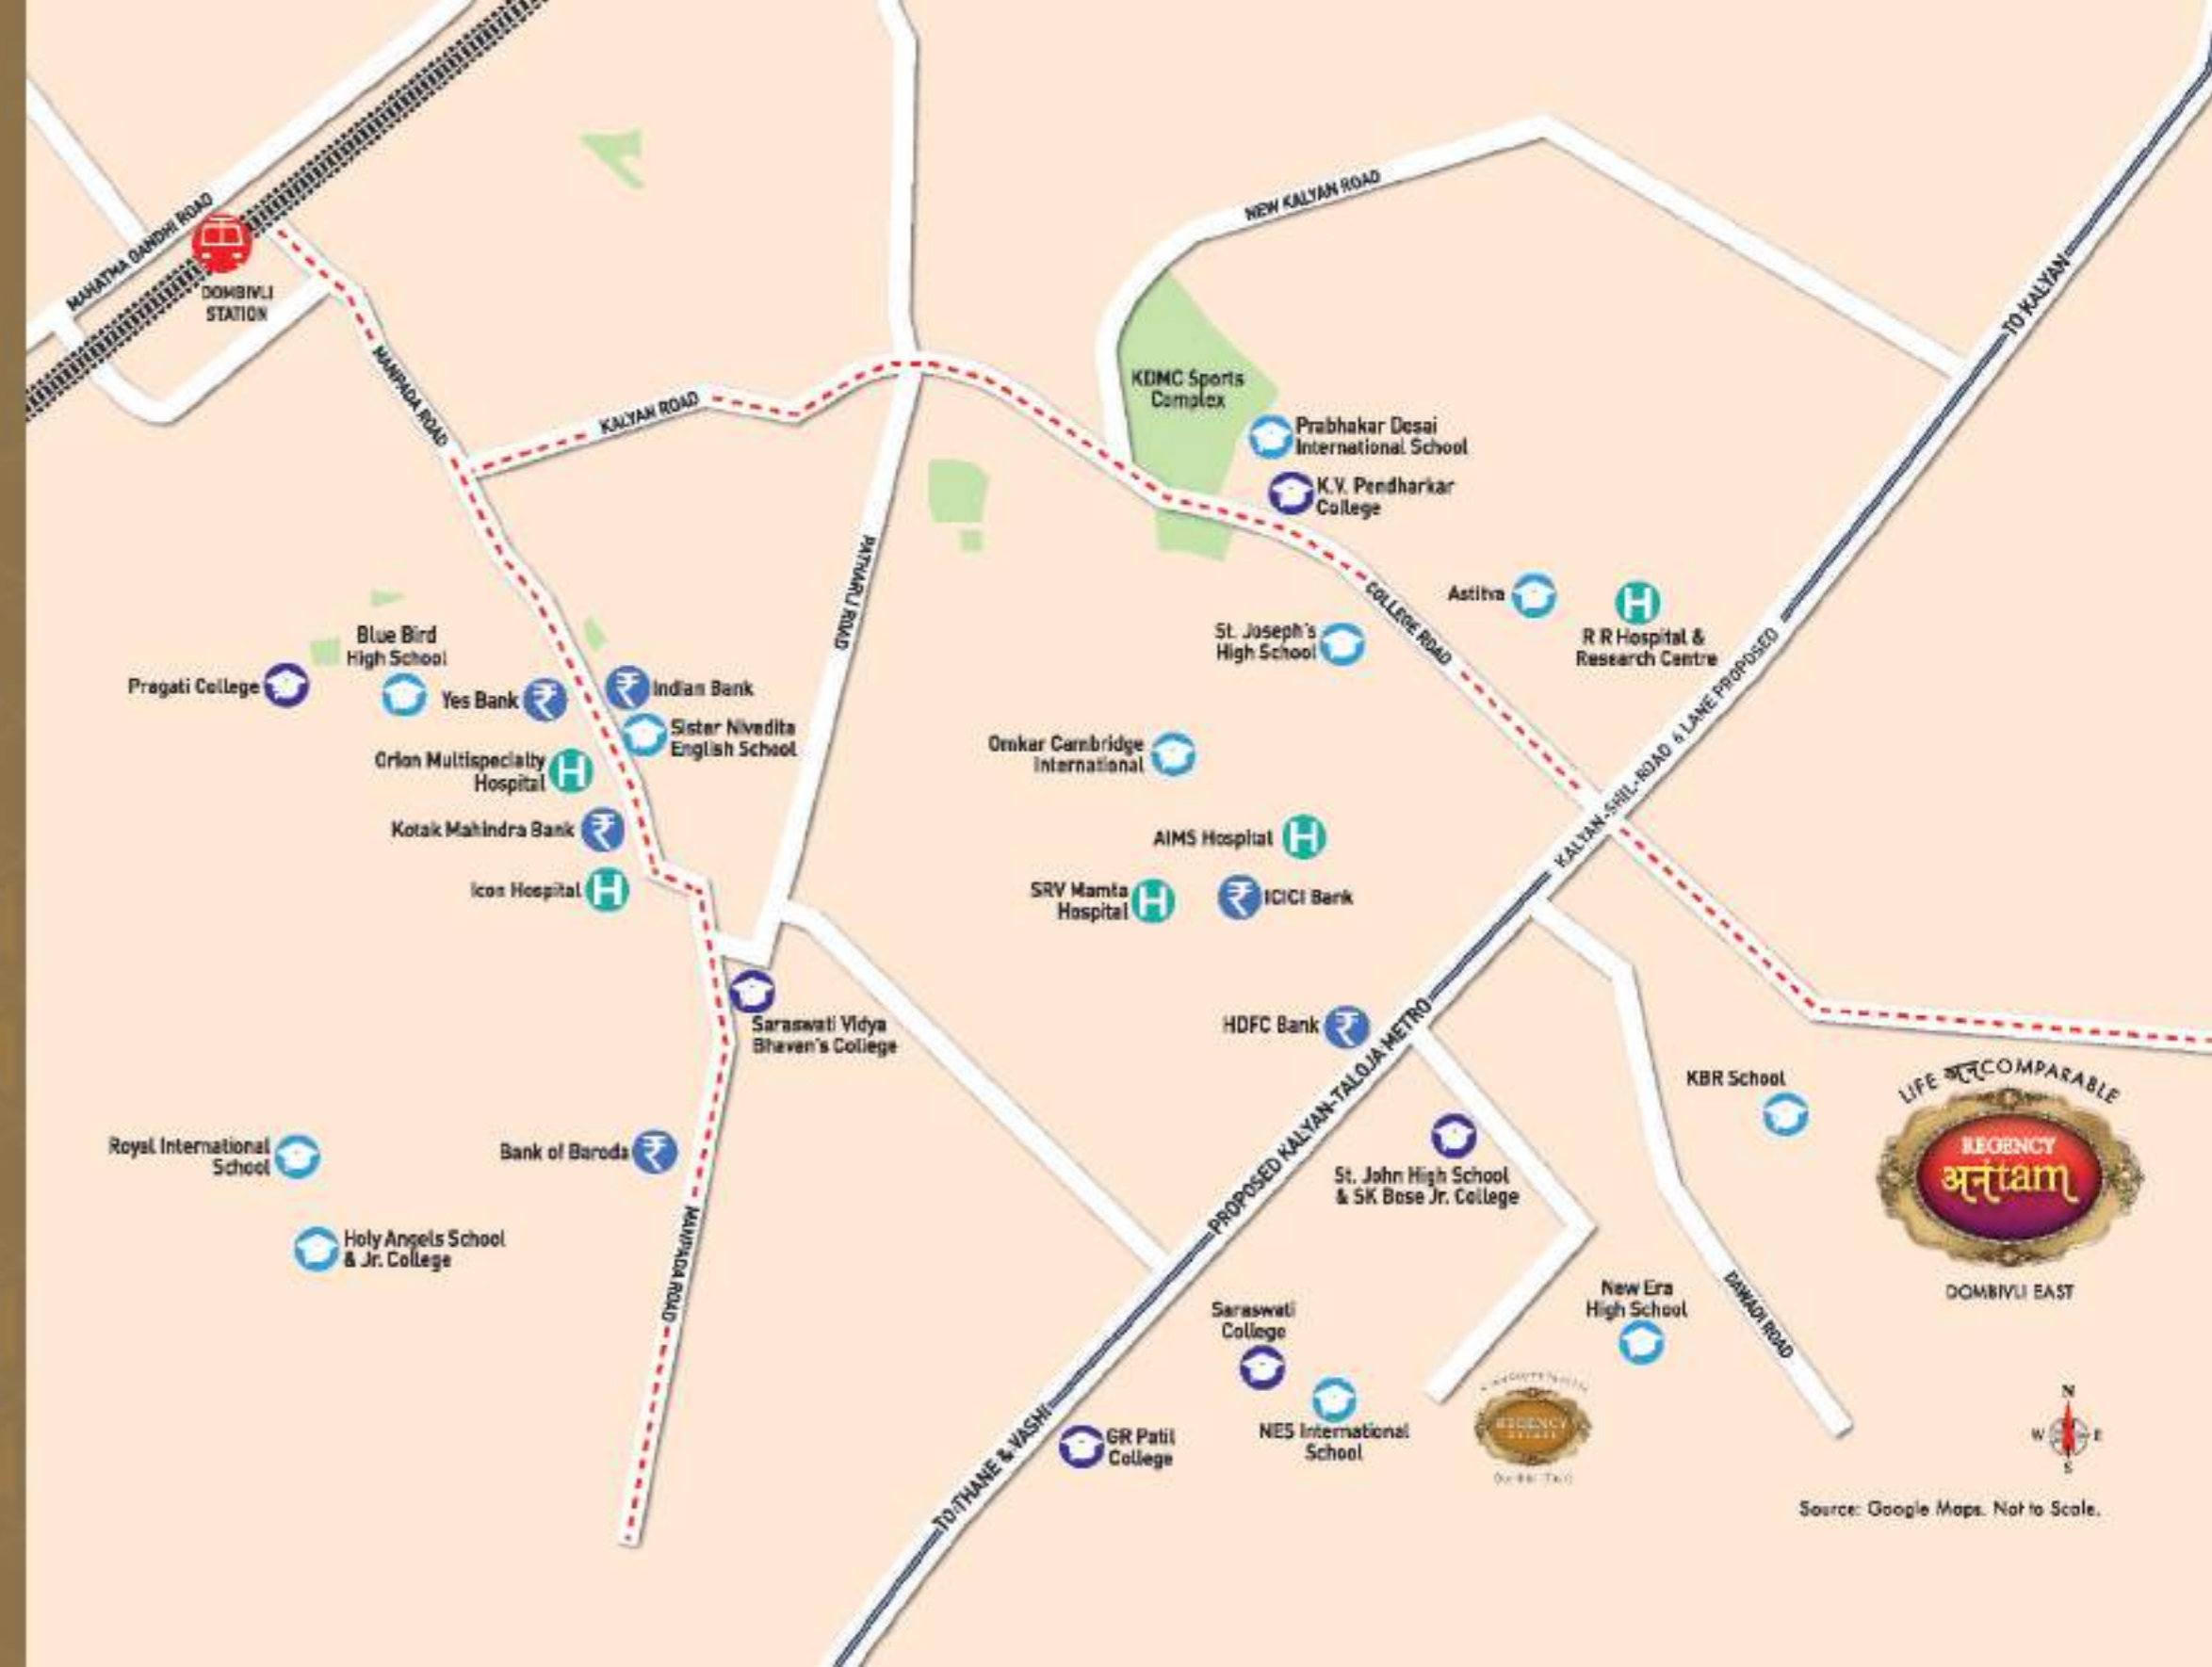 MAHATMA GANDHI ROAD
DOMBIVLI
STATION
MANPADA ROAD
KALYAN ROAD
NEW KALYAN ROAD
TO KALYAN
KDMC Sports
Complex
Prabhakar Desai
International School
K.V. Pendharkar
College
PATHARLI ROAD
COLLEGE ROAD
Astitva
H
R R Hospital &
Research Centre
St. Joseph's
High School
Blue Bird
High School
Pragati College
Yes Bank ₹
₹ Indian Bank
Sister Nivedita
English School
Orion Multispecialty
Hospital H
Kotak Mahindra Bank ₹
Icon Hospital H
Omkar Cambridge
International
AIMS Hospital H
SRV Mamta
Hospital H
₹ ICICI Bank
KALYAN-SHIL-ROAD 6 LANE PROPOSED
Saraswati Vidya
Bhavan's College
HDFC Bank ₹
PROPOSED KALYAN-TALOJA METRO
KBR School
LIFE अनCOMPARABLE
REGENCY
अनंtam
DOMBIVLI EAST
Royal International
School
Bank of Baroda ₹
St. John High School
& SK Bose Jr. College
Holy Angels School
& Jr. College
MANPADA ROAD
New Era
High School
DAWADI ROAD
Saraswati
College
NES International
School
GR Patil
College
TO THANE & VASHI
REGENCY
N
W E
S
Source: Google Maps. Not to Scale.